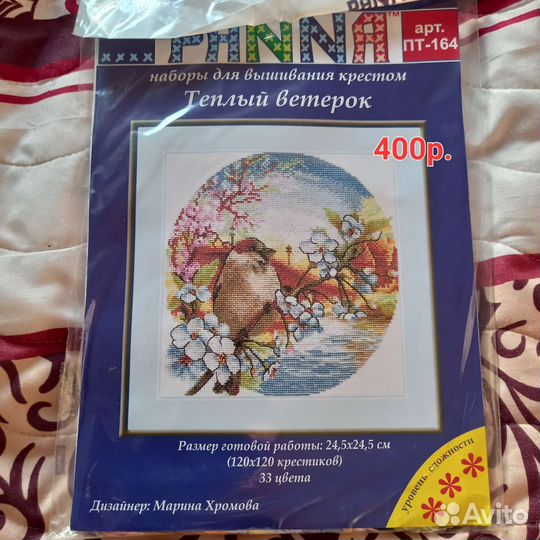 PANNA™
арт.
ПТ-164
наборы для вышивания крестом
Теплый ветерок
400р.
Размер готовой работы: 24,5х24,5 см
(120х120 крестиков)
33 цвета
уровень сложности
Дизайнер: Марина Хромова
Avito